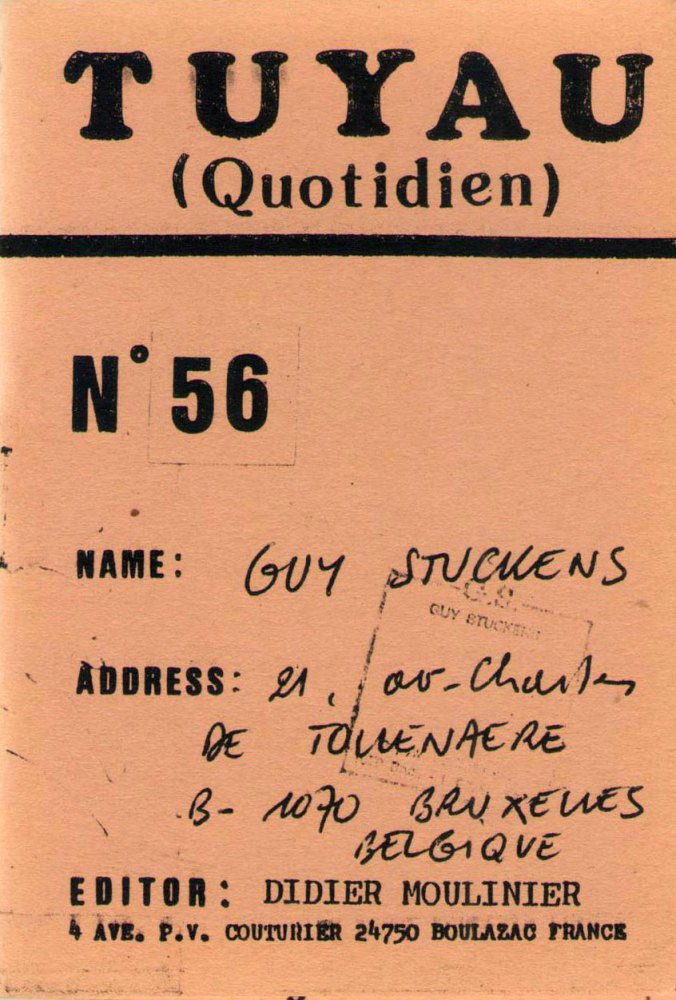 TUYAU
(Quotidien)
N° 56
NAME: GUY STUCKENS
G.S.
GUY STUCKENS
ADDRESS: 21, av. Charles
DE TOLLENAERE
B- 1070 BRUXELLES
BELGIQUE
EDITOR: DIDIER MOULINIER
4 AVE. P.V. COUTURIER 24750 BOULAZAC FRANCE